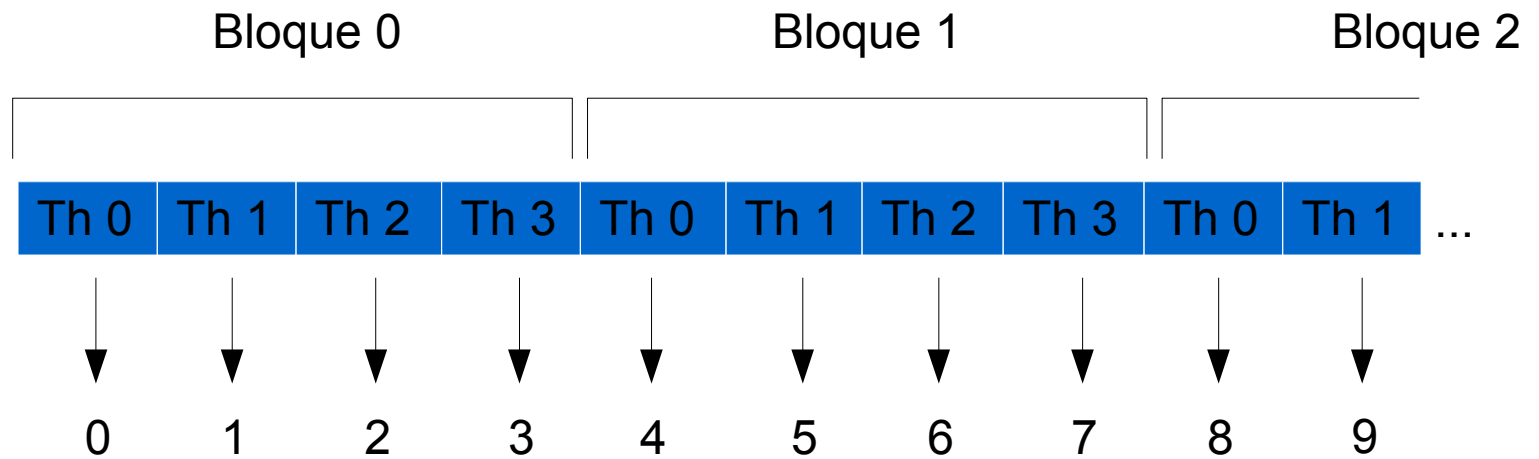 Bloque 0 Bloque 1 Bloque 2
Th 0 Th 1 Th 2 Th 3 Th 0 Th 1 Th 2 Th 3 Th 0 Th 1 ...
0 1 2 3 4 5 6 7 8 9